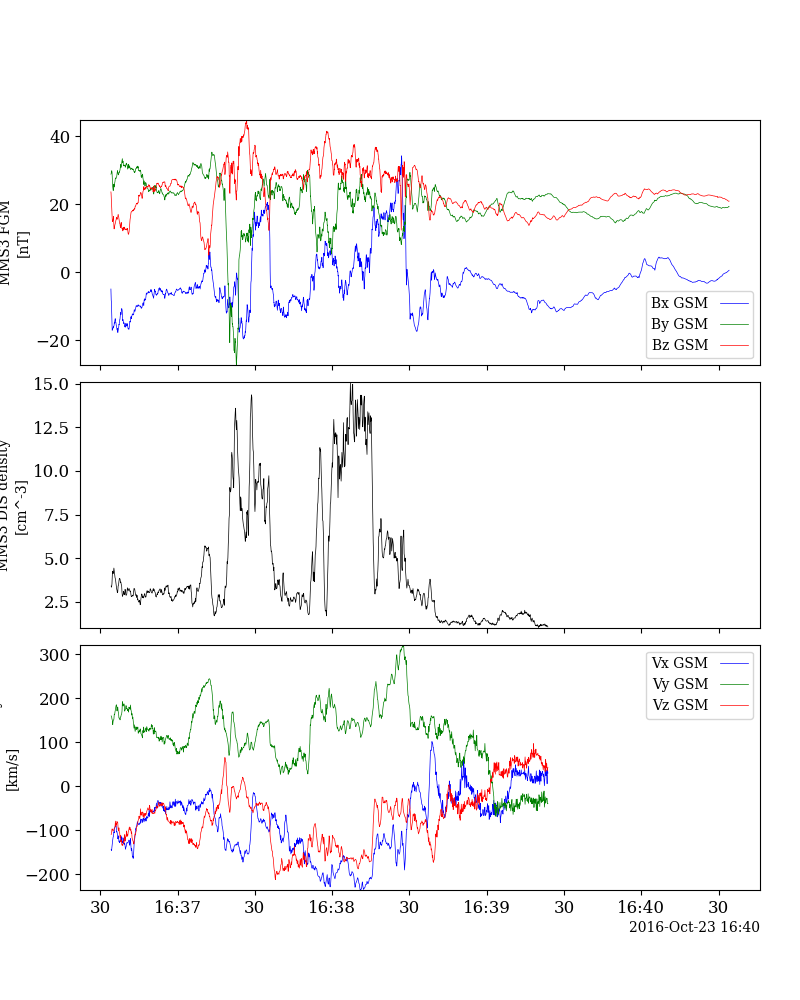 MMS3 FGM
[nT]
40
20
0
−20
Bx GSM
By GSM
Bz GSM
MMS3 DIS density
[cm^-3]
15.0
12.5
10.0
7.5
5.0
2.5
[km/s]
300
200
100
0
−100
−200
Vx GSM
Vy GSM
Vz GSM
30 16:37 30 16:38 30 16:39 30 16:40 30
2016-Oct-23 16:40